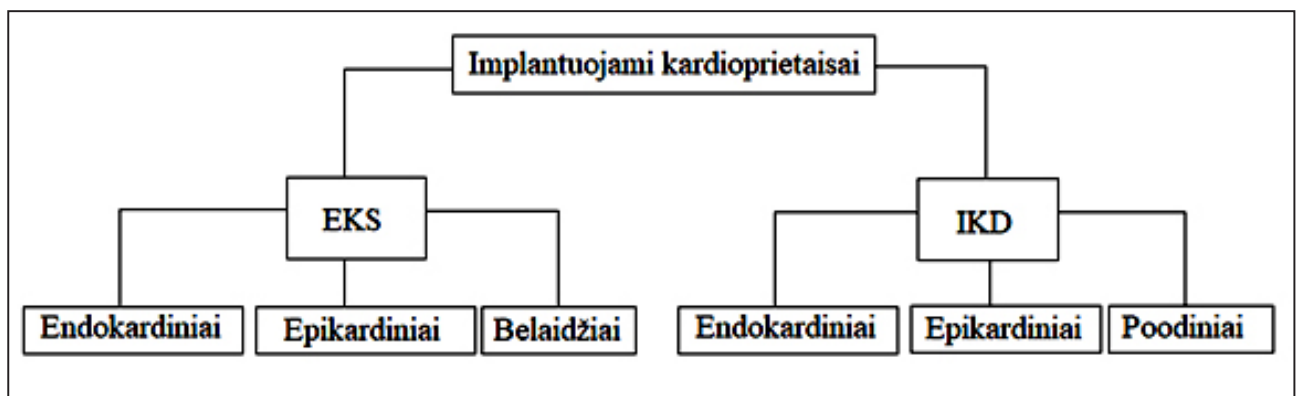 Implantuojami kardioprietaisai
EKS
IKD
Endokardiniai
Epikardiniai
Belaidžiai
Endokardiniai
Epikardiniai
Poodiniai